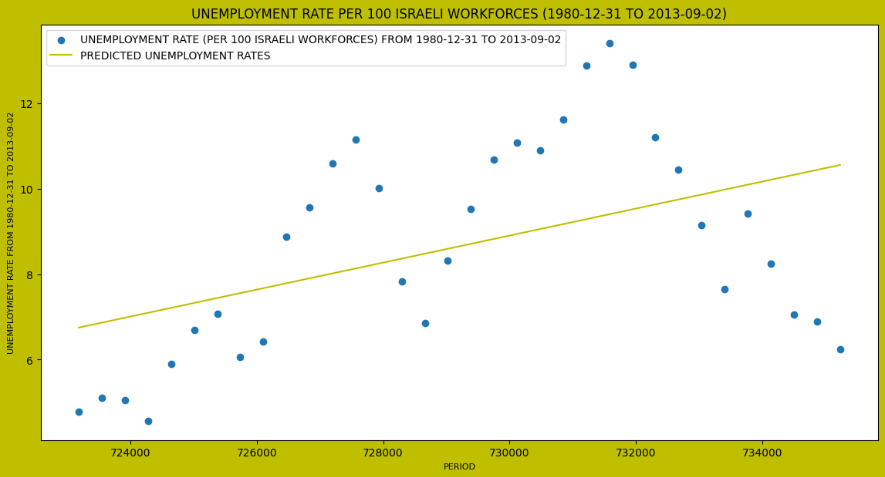 UNEMPLOYMENT RATE PER 100 ISRAELI WORKFORCES (1980-12-31 TO 2013-09-02)
UNEMPLOYMENT RATE (PER 100 ISRAELI WORKFORCES) FROM 1980-12-31 TO 2013-09-02
PREDICTED UNEMPLOYMENT RATES
UNEMPLOYMENT RATE FROM 1980-12-31 TO 2013-09-02
12
10
8
6
724000 726000 728000 730000 732000 734000
PERIOD